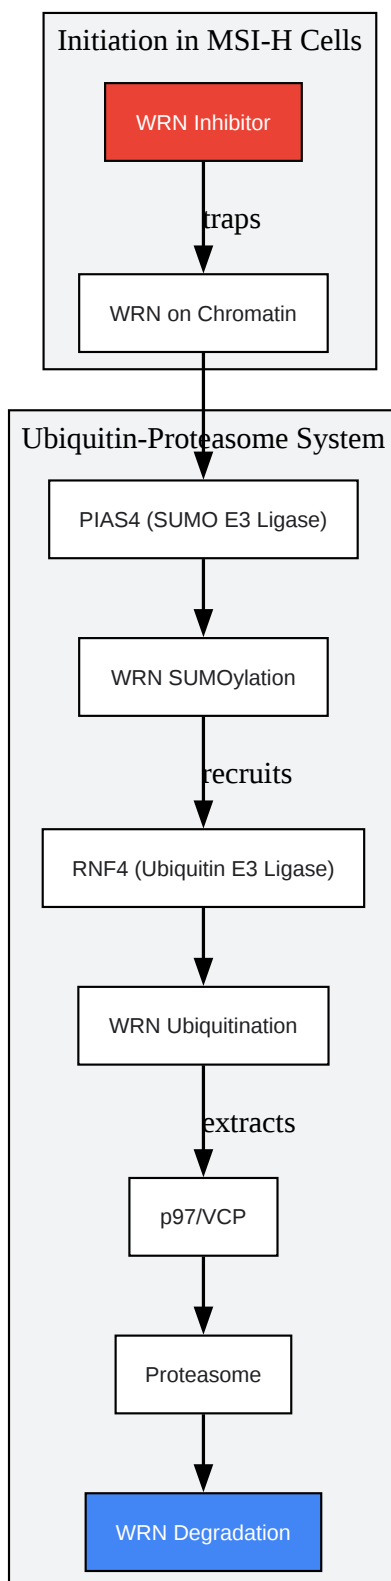 Initiation in MSI-H Cells
WRN Inhibitor
traps
WRN on Chromatin
Ubiquitin-Proteasome System
PIAS4 (SUMO E3 Ligase)
WRN SUMOylation
recruits
RNF4 (Ubiquitin E3 Ligase)
WRN Ubiquitination
extracts
p97/VCP
Proteasome
WRN Degradation